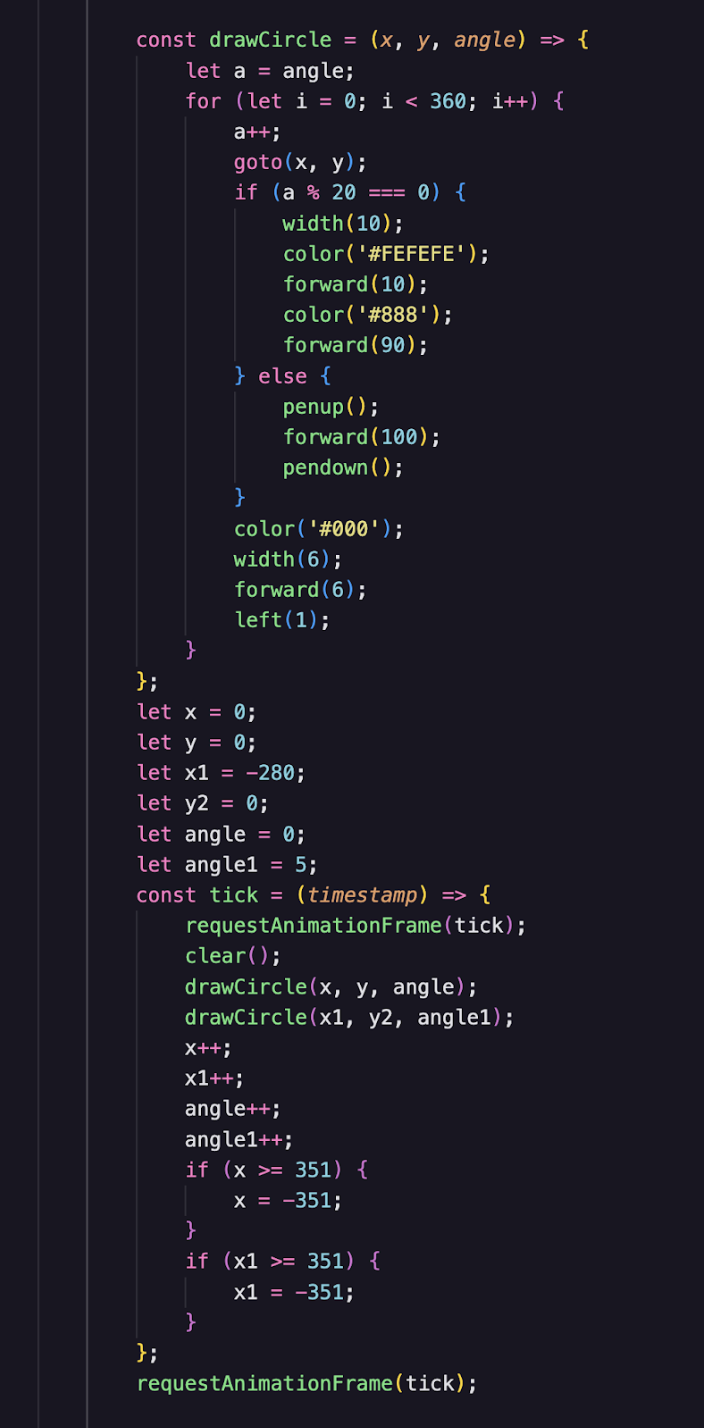 const drawCircle = (x, y, angle) => {
    let a = angle;
    for (let i = 0; i < 360; i++) {
        a++;
        goto(x, y);
        if (a % 20 === 0) {
            width(10);
            color('#FEFEFE');
            forward(10);
            color('#888');
            forward(90);
        } else {
            penup();
            forward(100);
            pendown();
        }
        color('#000');
        width(6);
        forward(6);
        left(1);
    }
};
let x = 0;
let y = 0;
let x1 = -280;
let y2 = 0;
let angle = 0;
let angle1 = 5;
const tick = (timestamp) => {
    requestAnimationFrame(tick);
    clear();
    drawCircle(x, y, angle);
    drawCircle(x1, y2, angle1);
    x++;
    x1++;
    angle++;
    angle1++;
    if (x >= 351) {
        x = -351;
    }
    if (x1 >= 351) {
        x1 = -351;
    }
};
requestAnimationFrame(tick);